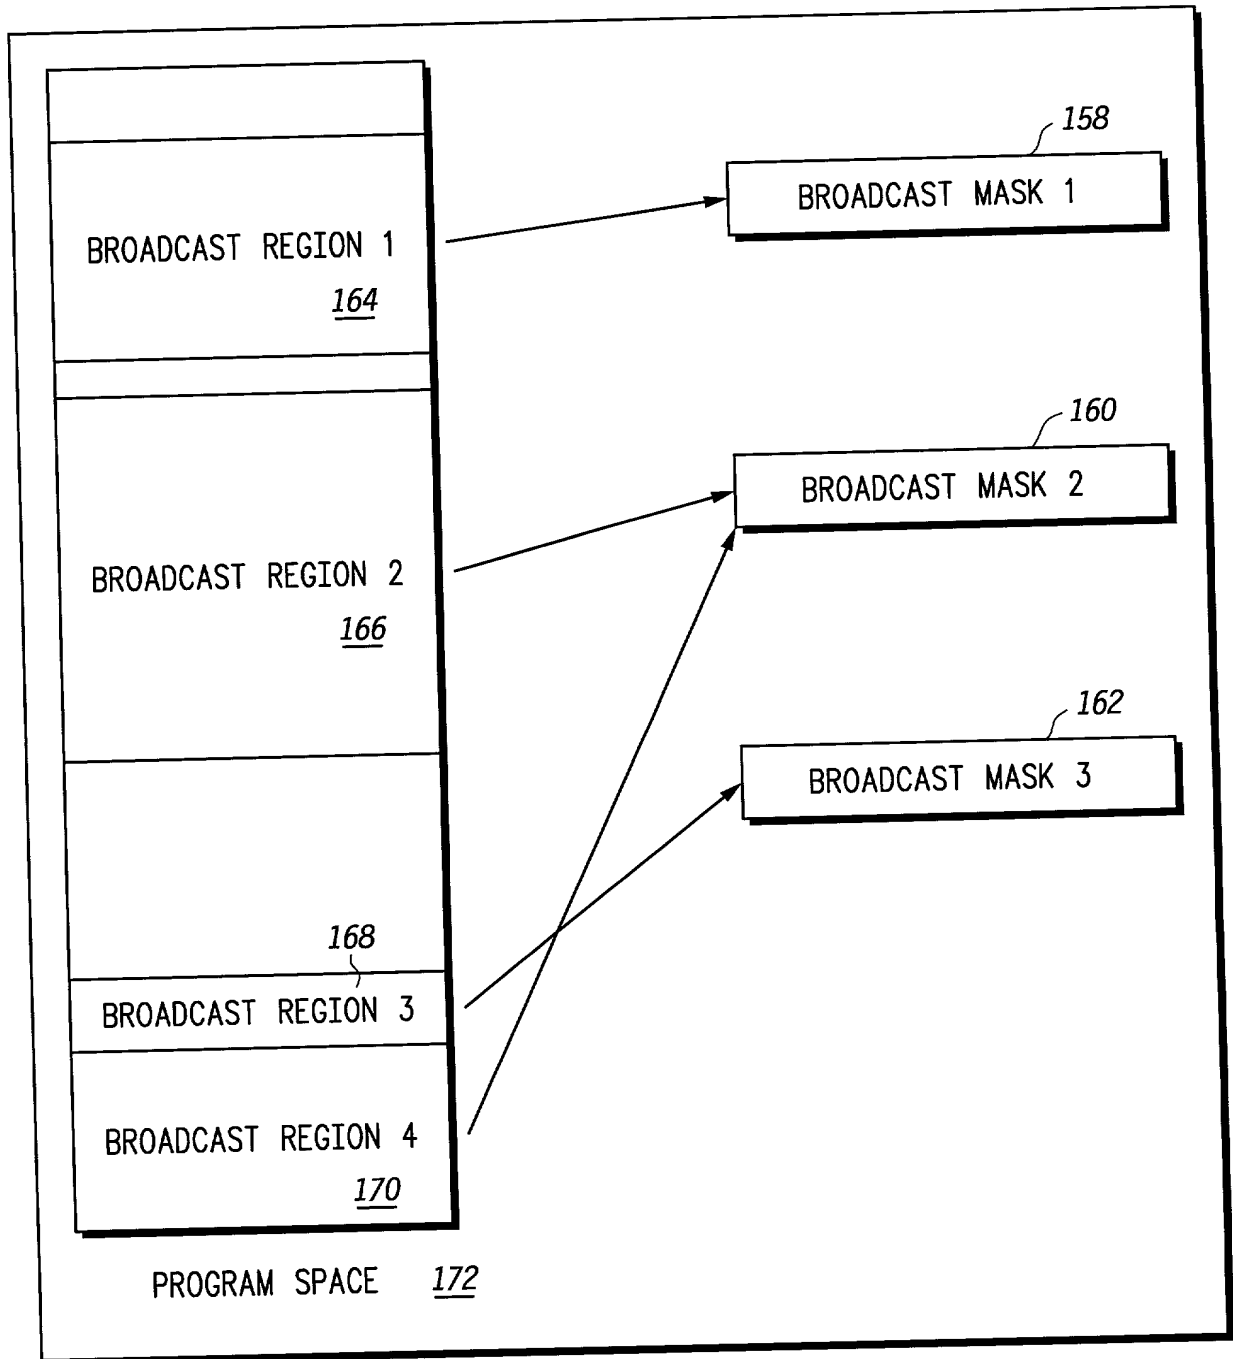 158
BROADCAST MASK 1
BROADCAST REGION 1
164
160
BROADCAST MASK 2
BROADCAST REGION 2
166
162
BROADCAST MASK 3
168
BROADCAST REGION 3
BROADCAST REGION 4
170
PROGRAM SPACE 172